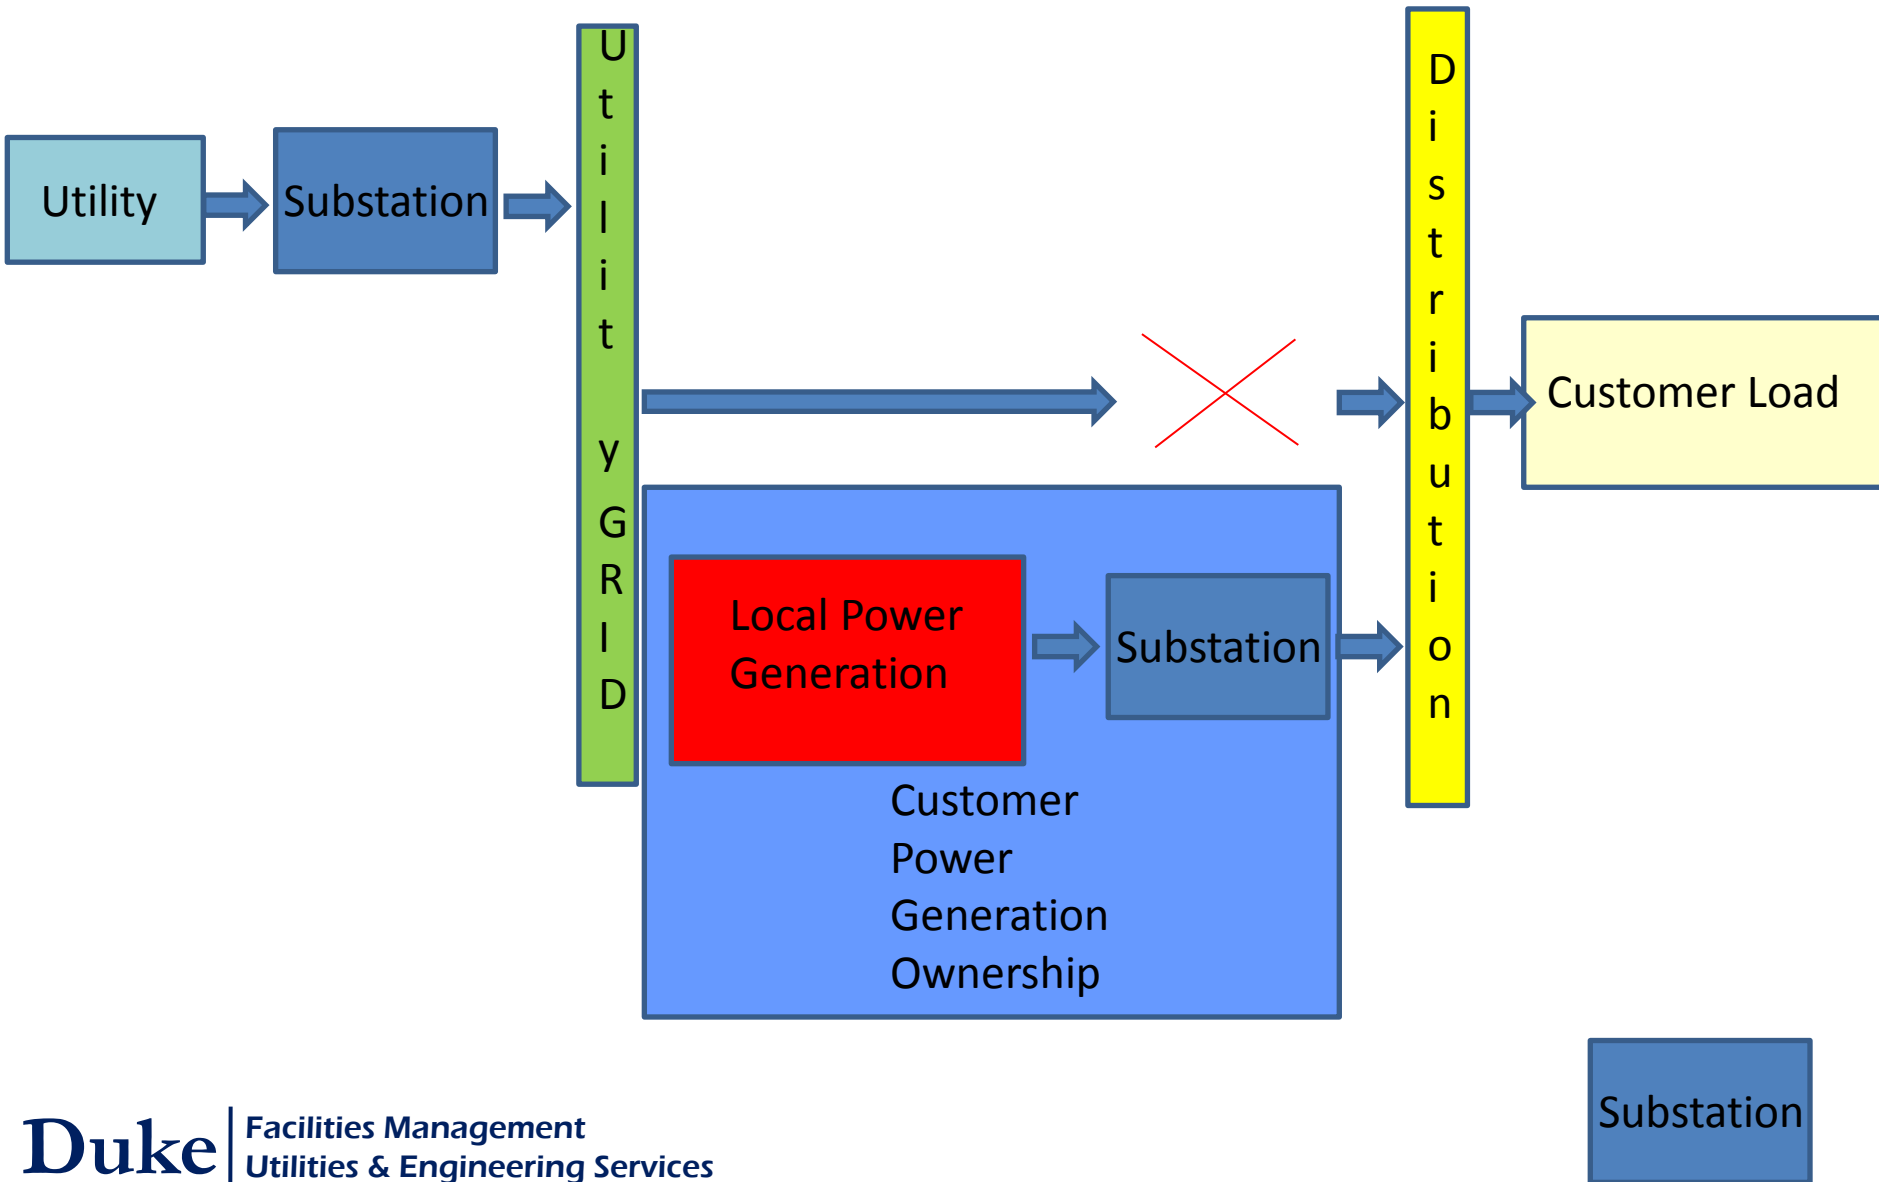 Utility
Substation
Utility GRID
Distribution
Customer Load
Local Power
Generation
Substation
Customer
Power
Generation
Ownership
Substation
Duke
Facilities Management
Utilities & Engineering Services